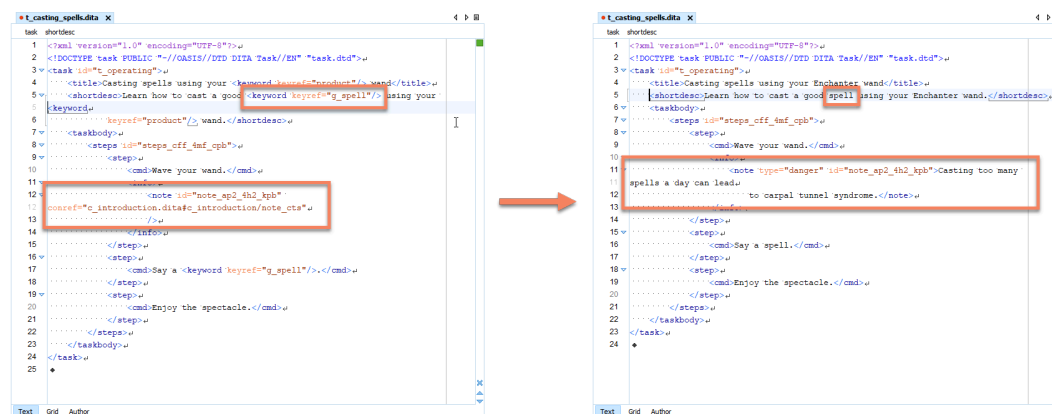 t_casting_spells.dita
task shortdesc
1 <?xml version="1.0" encoding="UTF-8"?>
2 <!DOCTYPE task PUBLIC "-//OASIS//DTD DITA Task//EN" "task.dtd">
3 <task id="t_operating">
4 <title>Casting spells using your <keyword keyref="product"/> wand</title>
5 <shortdesc>Learn how to cast a good <keyword keyref="g_spell"/> using your
5 <keyword
6 keyref="product"/> wand.</shortdesc>
7 <taskbody>
8 <steps id="steps_cff_4mf_cpb">
9 <step>
10 <cmd>Wave your wand.</cmd>
11 <info>
12 <note id="note_ap2_4h2_kpb"
12 conref="c_introduction.dita#c_introduction/note_cts"
13 />
14 </info>
15 </step>
16 <step>
17 <cmd>Say a <keyword keyref="g_spell"/>.</cmd>
18 </step>
19 <step>
20 <cmd>Enjoy the spectacle.</cmd>
21 </step>
22 </steps>
23 </taskbody>
24 </task>
25
Text Grid Author
t_casting_spells.dita
task shortdesc
1 <?xml version="1.0" encoding="UTF-8"?>
2 <!DOCTYPE task PUBLIC "-//OASIS//DTD DITA Task//EN" "task.dtd">
3 <task id="t_operating">
4 <title>Casting spells using your Enchanter wand</title>
5 <shortdesc>Learn how to cast a good spell using your Enchanter wand.</shortdesc>
6 <taskbody>
7 <steps id="steps_cff_4mf_cpb">
8 <step>
9 <cmd>Wave your wand.</cmd>
10 <info>
11 <note type="danger" id="note_ap2_4h2_kpb">Casting too many
11 spells a day can lead
12 to carpal tunnel syndrome.</note>
13 </info>
14 </step>
15 <step>
16 <cmd>Say a spell.</cmd>
17 </step>
18 <step>
19 <cmd>Enjoy the spectacle.</cmd>
20 </step>
21 </steps>
22 </taskbody>
23 </task>
24
Text Grid Author